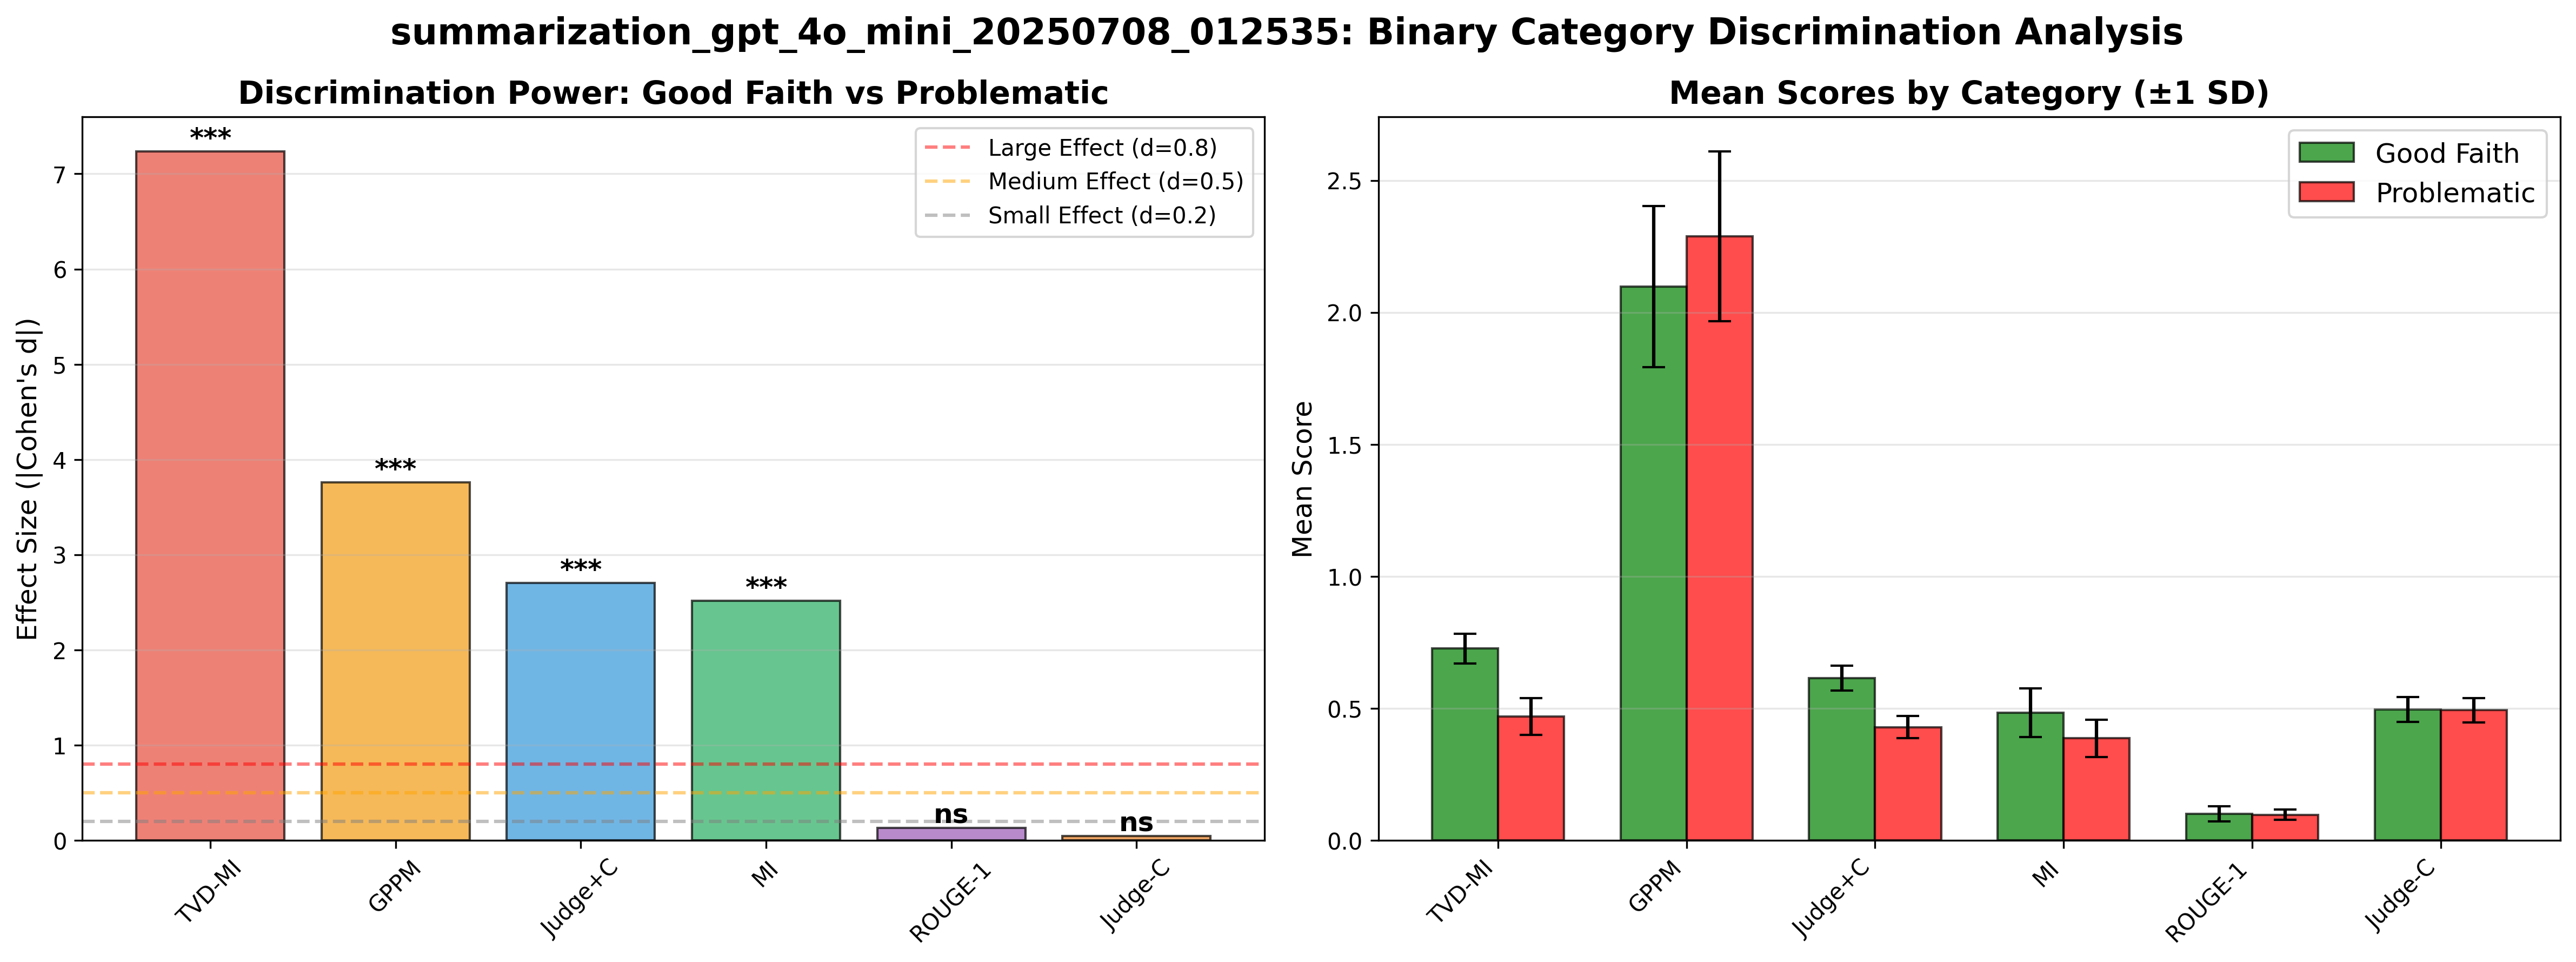 summarization_gpt_4o_mini_20250708_012535: Binary Category Discrimination Analysis
Discrimination Power: Good Faith vs Problematic
Effect Size (|Cohen's d|)
7
6
5
4
3
2
1
0
***
***
***
***
ns
ns
Large Effect (d=0.8)
Medium Effect (d=0.5)
Small Effect (d=0.2)
TVD-MI
GPPM
Judge+C
MI
ROUGE-1
Judge-C
Mean Scores by Category (±1 SD)
Mean Score
2.5
2.0
1.5
1.0
0.5
0.0
Good Faith
Problematic
TVD-MI
GPPM
Judge+C
MI
ROUGE-1
Judge-C